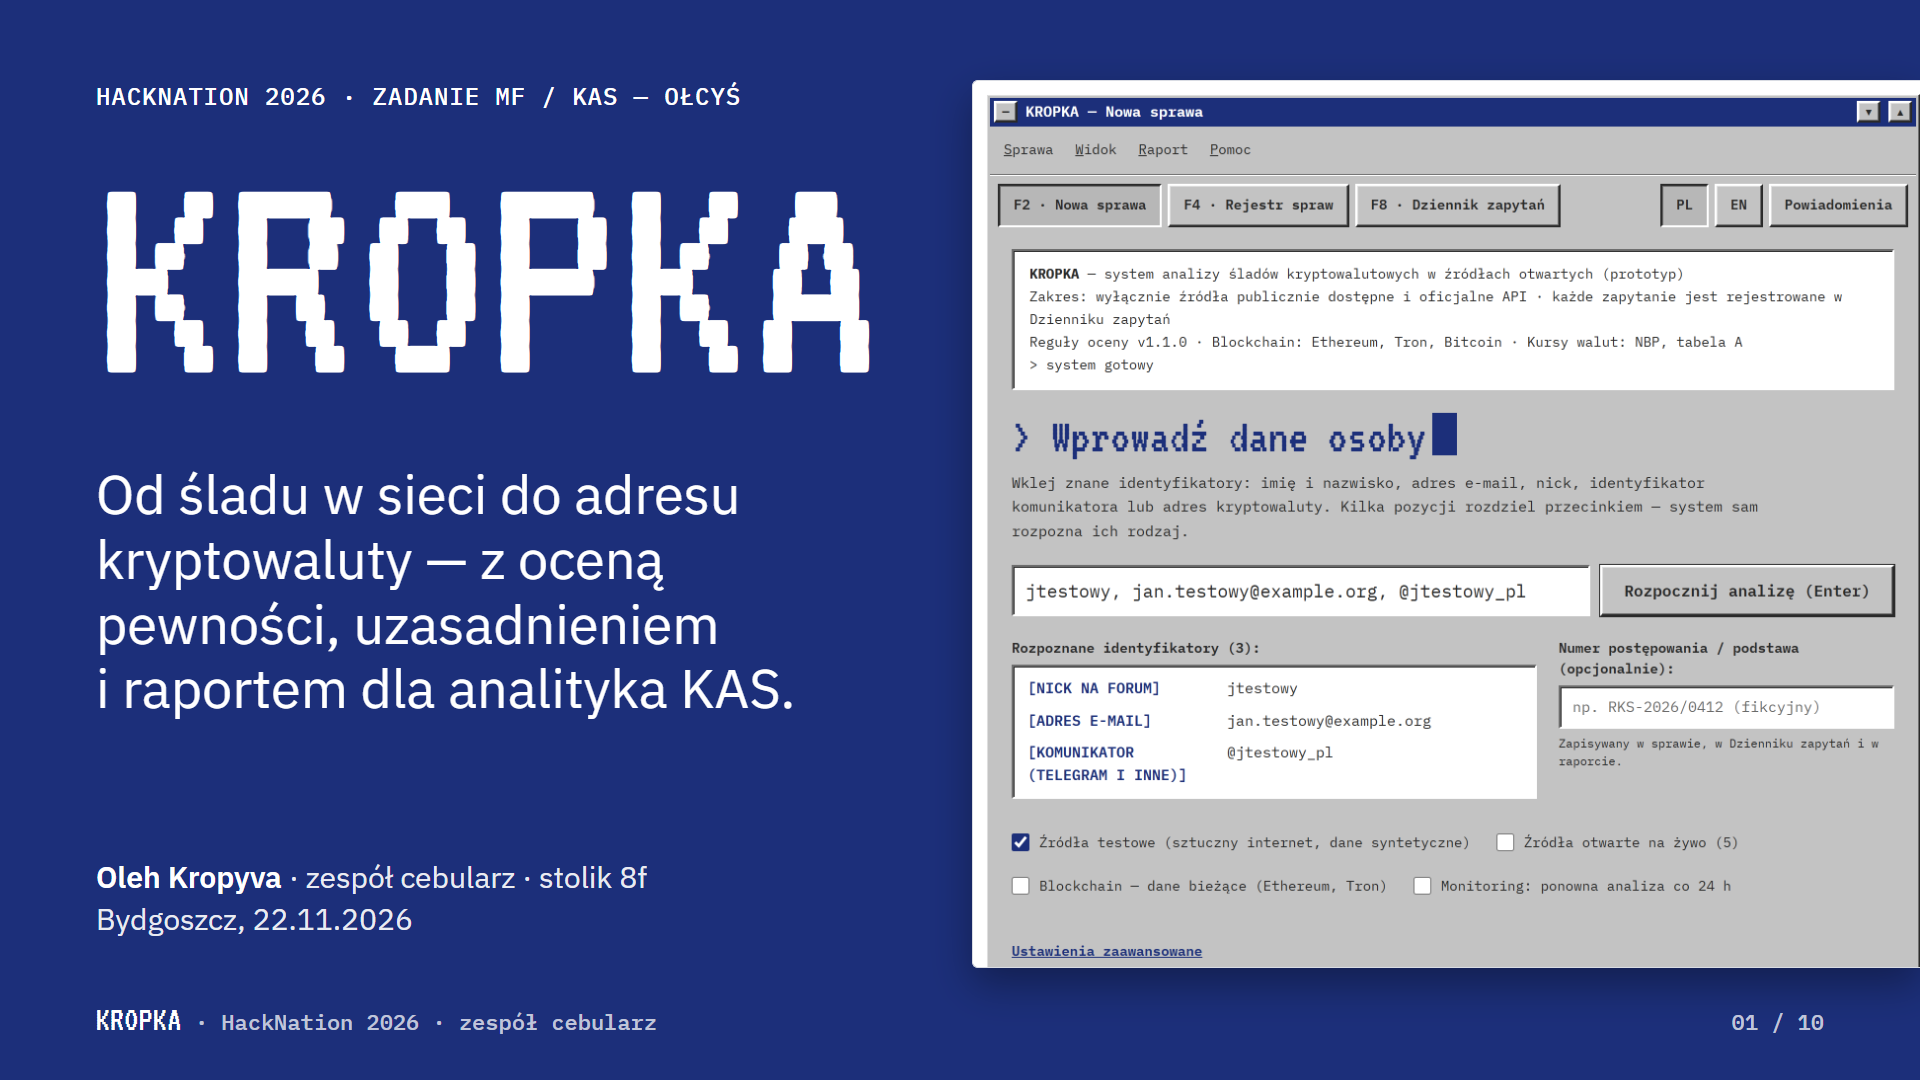 HACKNATION 2026 · ZADANIE MF / KAS — OŁCYŚ
KROPKA
Od śladu w sieci do adresu
kryptowaluty — z oceną
pewności, uzasadnieniem
i raportem dla analityka KAS.
Oleh Kropyva · zespół cebularz · stolik 8f
Bydgoszcz, 22.11.2026
KROPKA · HackNation 2026 · zespół cebularz
KROPKA — Nowa sprawa
Sprawa Widok Raport Pomoc
F2 · Nowa sprawa F4 · Rejestr spraw F8 · Dziennik zapytań PL EN Powiadomienia
KROPKA — system analizy śladów kryptowalutowych w źródłach otwartych (prototyp)
Zakres: wyłącznie źródła publicznie dostępne i oficjalne API · każde zapytanie jest rejestrowane w
Dzienniku zapytań
Reguły oceny v1.1.0 · Blockchain: Ethereum, Tron, Bitcoin · Kursy walut: NBP, tabela A
> system gotowy
> Wprowadź dane osoby
Wklej znane identyfikatory: imię i nazwisko, adres e-mail, nick, identyfikator
komunikatora lub adres kryptowaluty. Kilka pozycji rozdziel przecinkiem — system sam
rozpozna ich rodzaj.
jtestowy, jan.testowy@example.org, @jtestowy_pl
Rozpocznij analizę (Enter)
Rozpoznane identyfikatory (3):
[NICK NA FORUM] jtestowy
[ADRES E-MAIL] jan.testowy@example.org
[KOMUNIKATOR @jtestowy_pl
(TELEGRAM I INNE)]
Numer postępowania / podstawa
(opcjonalnie):
np. RKS-2026/0412 (fikcyjny)
Zapisywany w sprawie, w Dzienniku zapytań i w
raporcie.
Źródła testowe (sztuczny internet, dane syntetyczne) Źródła otwarte na żywo (5)
Blockchain — dane bieżące (Ethereum, Tron) Monitoring: ponowna analiza co 24 h
Ustawienia zaawansowane
01 / 10